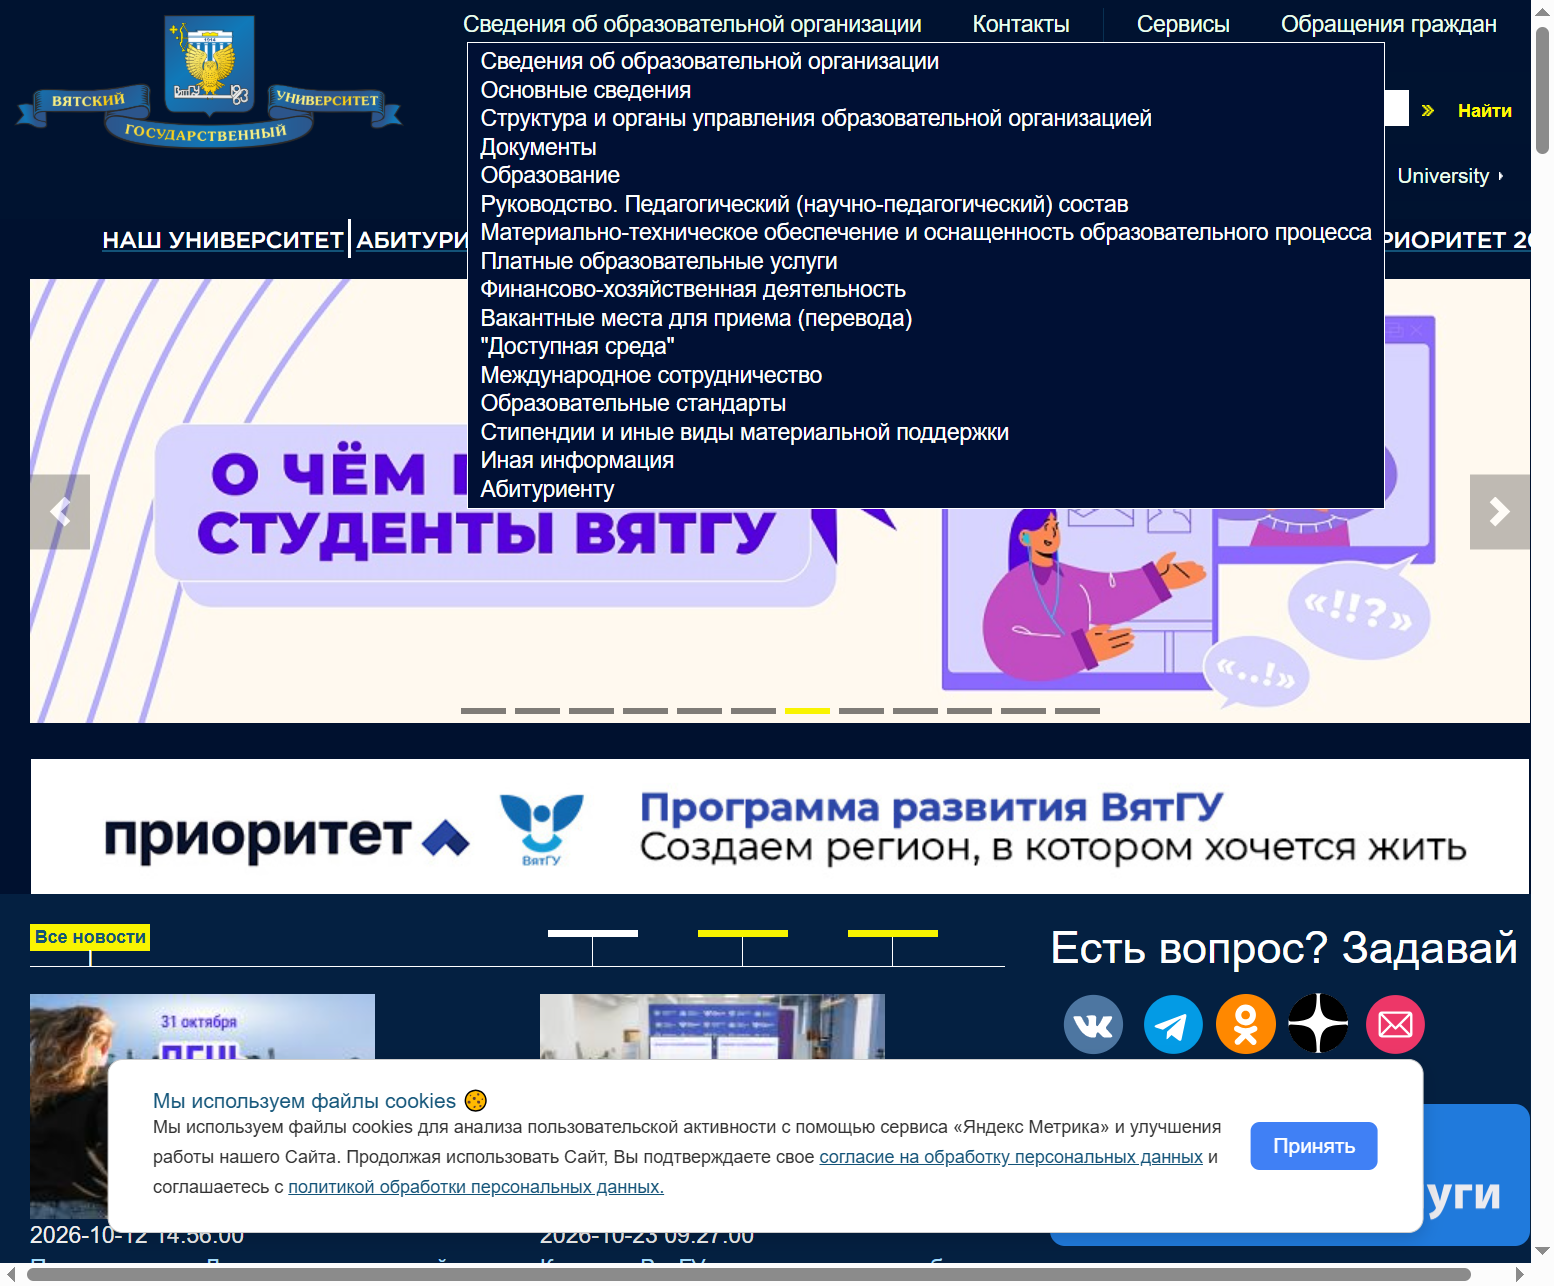 Сведения об образовательной организации
Контакты
Сервисы
Обращения граждан
ВЯТСКИЙ
ГОСУДАРСТВЕННЫЙ
УНИВЕРСИТЕТ
Сведения об образовательной организации
Основные сведения
Структура и органы управления образовательной организацией
Документы
Образование
Руководство. Педагогический (научно-педагогический) состав
Материально-техническое обеспечение и оснащенность образовательного процесса
Платные образовательные услуги
Финансово-хозяйственная деятельность
Вакантные места для приема (перевода)
"Доступная среда"
Международное сотрудничество
Образовательные стандарты
Стипендии и иные виды материальной поддержки
Иная информация
Абитуриенту
Найти
University
НАШ УНИВЕРСИТЕТ
АБИТУРИ
РИОРИТЕТ 20
О ЧЁМ
СТУДЕНТЫ ВЯТГУ
«!!?»
«..!»
приоритет
ВятГУ
Программа развития ВятГУ
Создаем регион, в котором хочется жить
Все новости
Есть вопрос? Задавай
31 октября
ДЕНЬ
Мы используем файлы cookies
Мы используем файлы cookies для анализа пользовательской активности с помощью сервиса «Яндекс Метрика» и улучшения
работы нашего Сайта. Продолжая использовать Сайт, Вы подтверждаете свое согласие на обработку персональных данных и
соглашаетесь с политикой обработки персональных данных.
Принять
уги
2026-10-12 14:56:00
2026-10-23 09:27:00